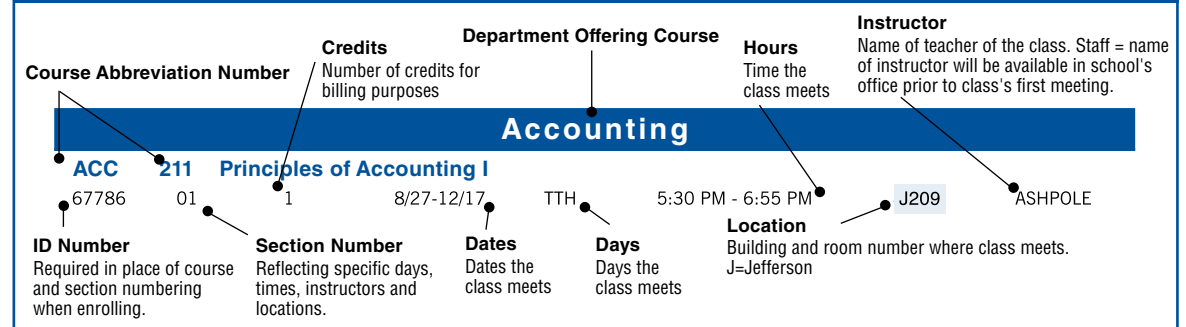 Course Abbreviation Number
Credits
Number of credits for
billing purposes
Department Offering Course
Hours
Time the
class meets
Instructor
Name of teacher of the class. Staff = name
of instructor will be available in school's
office prior to class's first meeting.
Accounting
ACC 211 Principles of Accounting I
67786 01 1 8/27-12/17 TTH 5:30 PM - 6:55 PM J209 ASHPOLE
ID Number
Required in place of course
and section numbering
when enrolling.
Section Number
Reflecting specific days,
times, instructors and
locations.
Dates
Dates the
class meets
Days
Days the
class meets
Location
Building and room number where class meets.
J=Jefferson